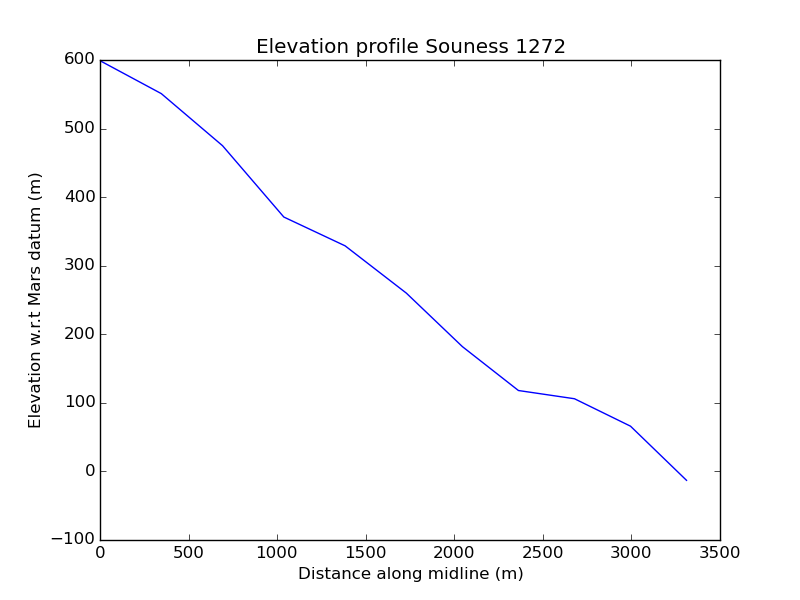 Elevation profile Souness 1272
600
500
400
300
200
100
0
−100
Elevation w.r.t Mars datum (m)
0 500 1000 1500 2000 2500 3000 3500
Distance along midline (m)